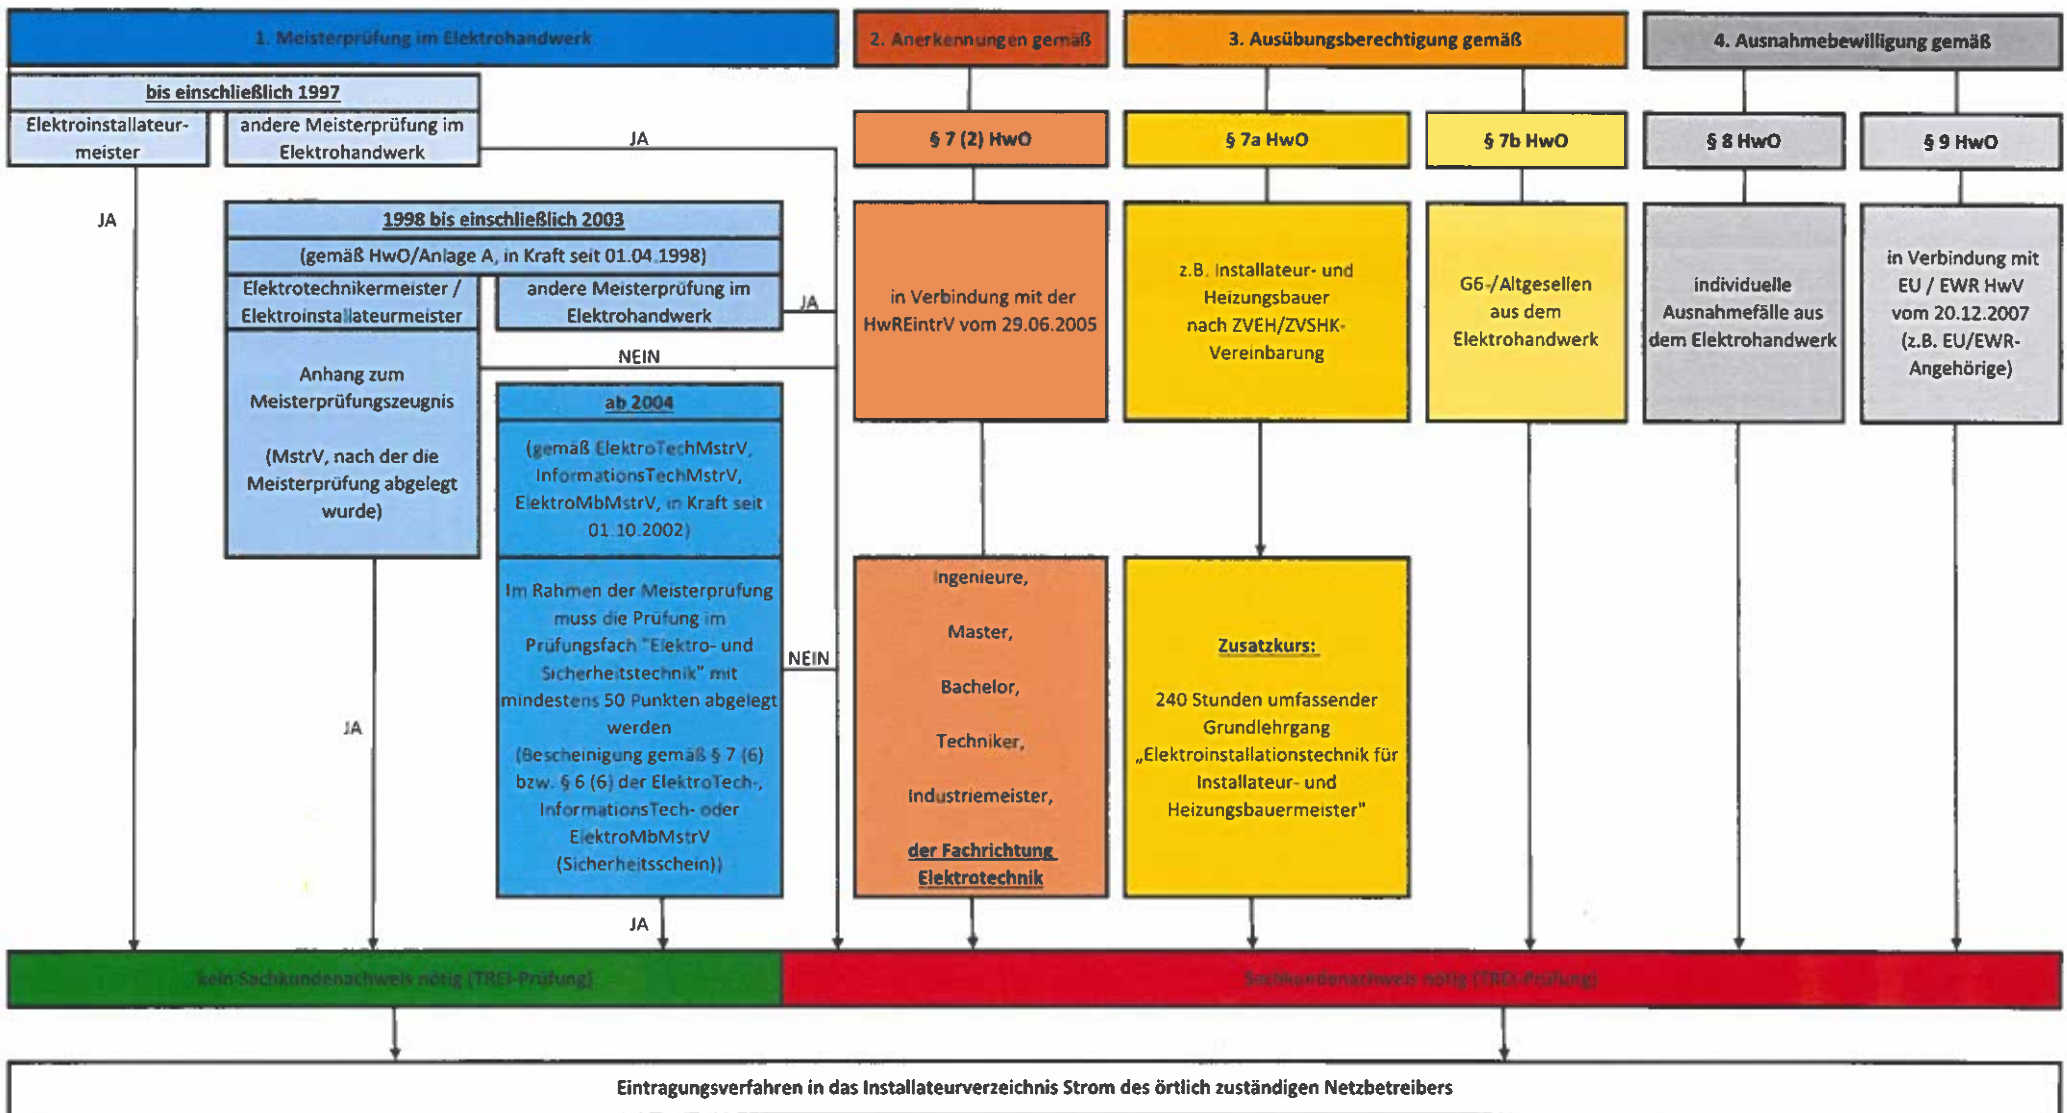 1. Meisterprüfung im Elektrohandwerk
2. Anerkennungen gemäß
3. Ausübungsberechtigung gemäß
4. Ausnahmebewilligung gemäß
bis einschließlich 1997
Elektroinstallateur-
meister
andere Meisterprüfung im
Elektrohandwerk
JA
JA
1998 bis einschließlich 2003
(gemäß HwO/Anlage A, in Kraft seit 01.04.1998)
Elektrotechnikermeister /
Elektroinstallateurmeister
andere Meisterprüfung im
Elektrohandwerk
JA
NEIN
Anhang zum
Meisterprüfungszeugnis
(MstrV, nach der die
Meisterprüfung abgelegt
wurde)
JA
ab 2004
(gemäß ElektroTechMstrV,
InformationsTechMstrV,
ElektroMbMstrV, in Kraft seit
01.10.2002)
Im Rahmen der Meisterprüfung
muss die Prüfung im
Prüfungsfach "Elektro- und
Sicherheitstechnik" mit
mindestens 50 Punkten abgelegt
werden
(Bescheinigung gemäß § 7 (6)
bzw. § 6 (6) der ElektroTech-,
InformationsTech- oder
ElektroMbMstrV
(Sicherheitsschein))
NEIN
JA
§ 7 (2) HwO
in Verbindung mit der
HwREintrV vom 29.06.2005
Ingenieure,
Master,
Bachelor,
Techniker,
Industriemeister,
der Fachrichtung
Elektrotechnik
§ 7a HwO
z.B. Installateur- und
Heizungsbauer
nach ZVEH/ZVSHK-
Vereinbarung
Zusatzkurs:
240 Stunden umfassender
Grundlehrgang
„Elektroinstallationstechnik für
Installateur- und
Heizungsbauermeister"
§ 7b HwO
G6-/Altgesellen
aus dem
Elektrohandwerk
§ 8 HwO
individuelle
Ausnahmefälle aus
dem Elektrohandwerk
§ 9 HwO
in Verbindung mit
EU / EWR HwV
vom 20.12.2007
(z.B. EU/EWR-
Angehörige)
kein Sachkundenachweis nötig (TREI-Prüfung)
Sachkundenachweis nötig (TREI-Prüfung)
Eintragungsverfahren in das Installateurverzeichnis Strom des örtlich zuständigen Netzbetreibers